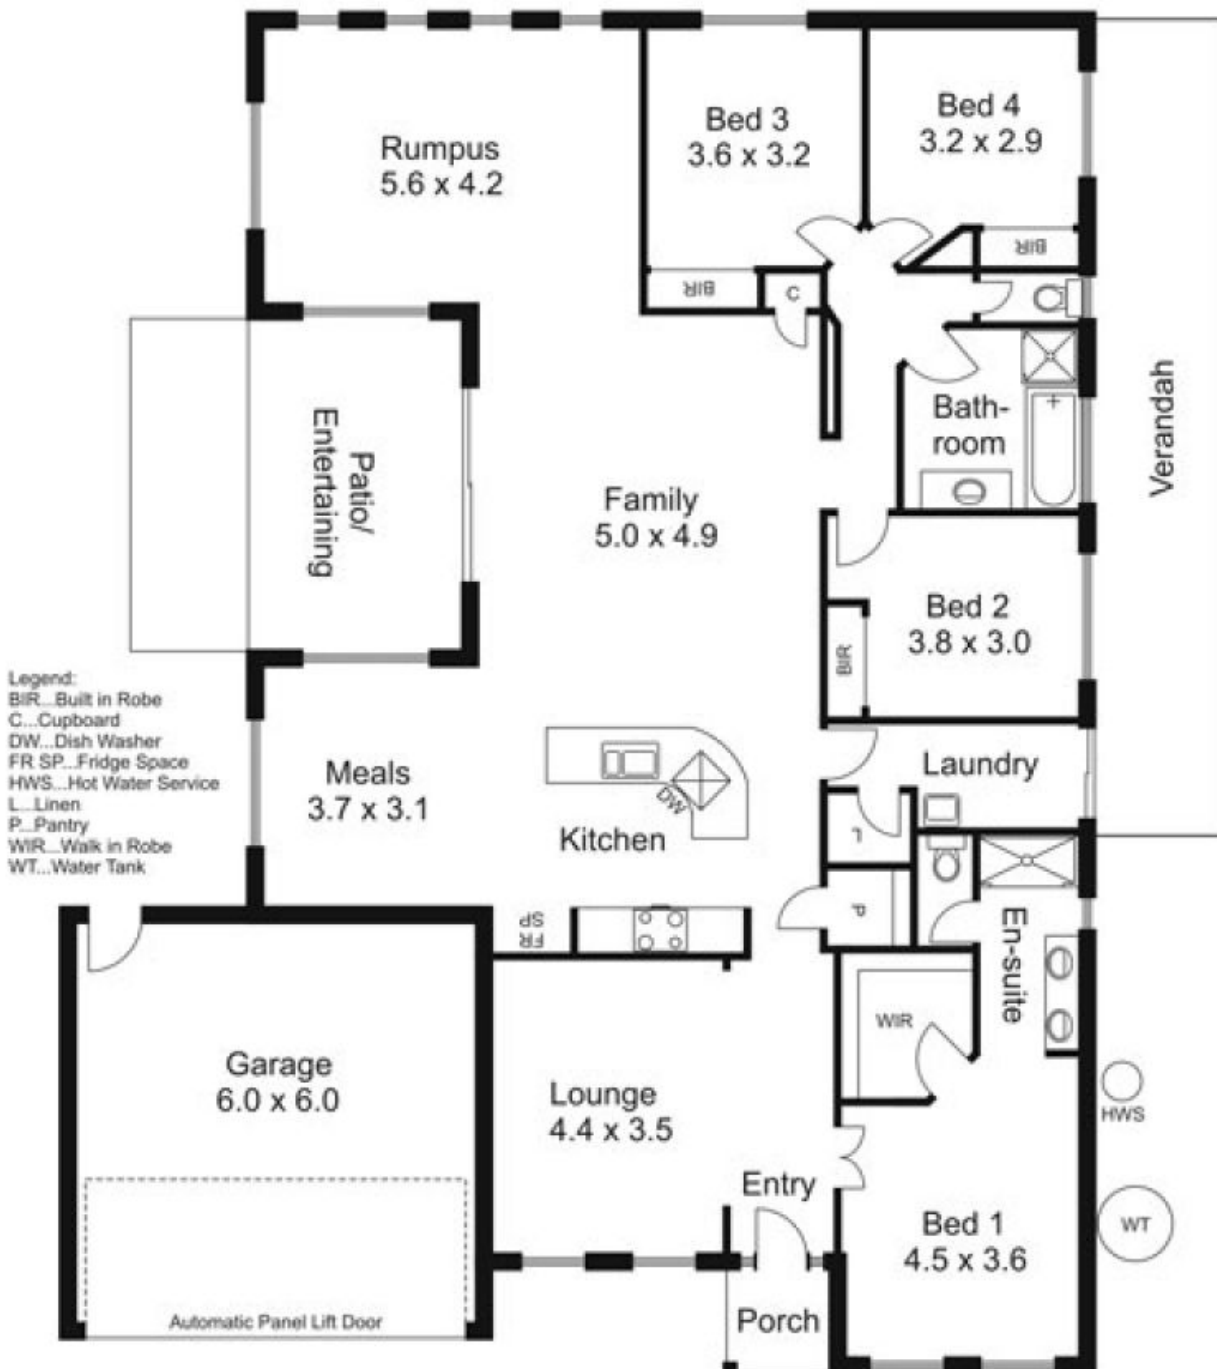 Rumpus
5.6 x 4.2
Bed 3
3.6 x 3.2
Bed 4
3.2 x 2.9
BIR
BIR
C
Patio/
Entertaining
Family
5.0 x 4.9
Bath-
room
Verandah
Bed 2
3.8 x 3.0
BIR
Legend:
BIR...Built in Robe
C...Cupboard
DW...Dish Washer
FR SP...Fridge Space
HWS...Hot Water Service
L...Linen
P...Pantry
WIR...Walk in Robe
WT...Water Tank
Meals
3.7 x 3.1
DW
Kitchen
Laundry
L
P
FR
SP
En-suite
WIR
Garage
6.0 x 6.0
Lounge
4.4 x 3.5
HWS
Entry
Bed 1
4.5 x 3.6
WT
Automatic Panel Lift Door
Porch